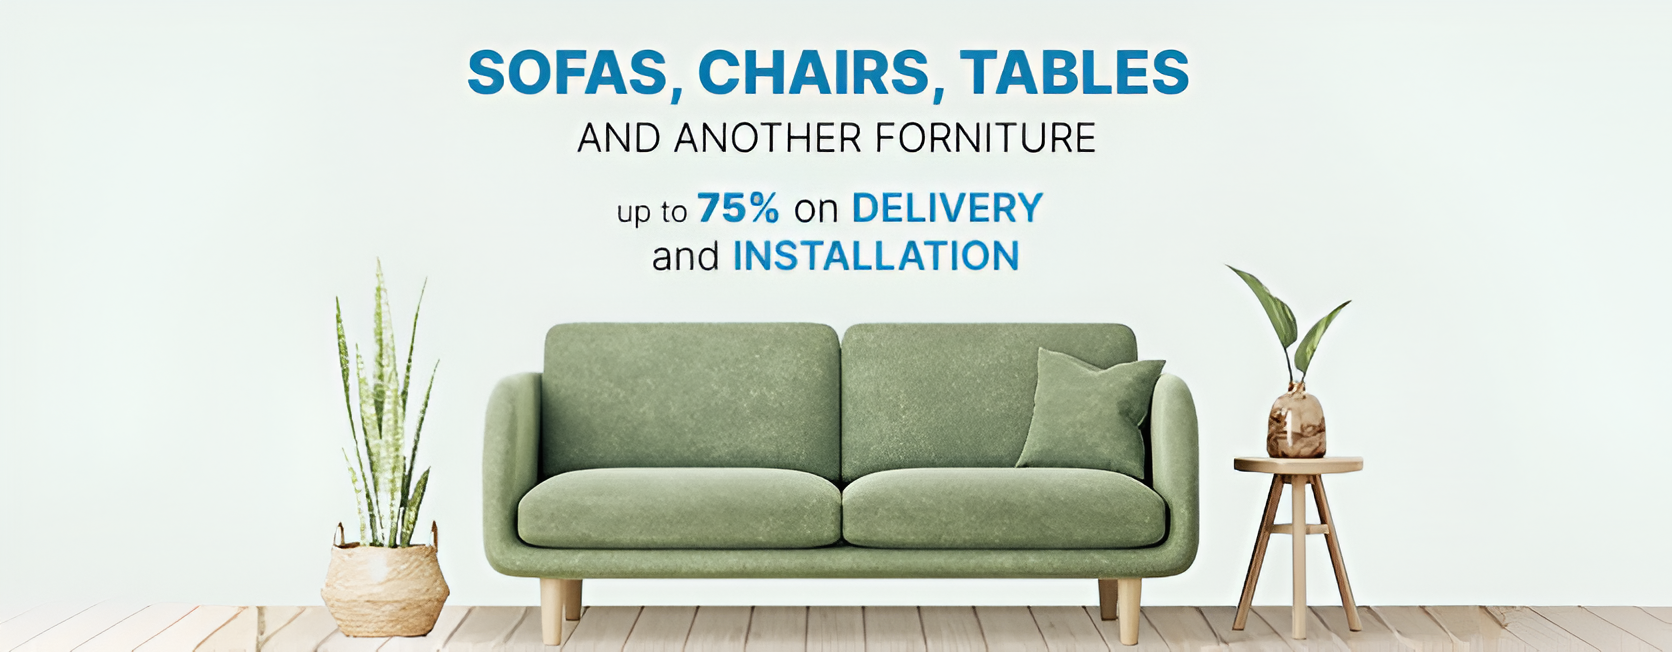 SOFAS, CHAIRS, TABLES
AND ANOTHER FORNITURE
up to 75% on DELIVERY
and INSTALLATION